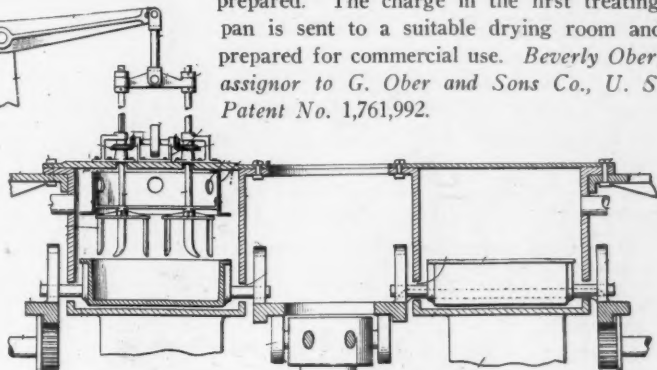 prepared. The charge in the first treating
pan is sent to a suitable drying room and
prepared for commercial use. Beverly Ober
assignor to G. Ober and Sons Co., U. S
Patent No. 1,761,992.